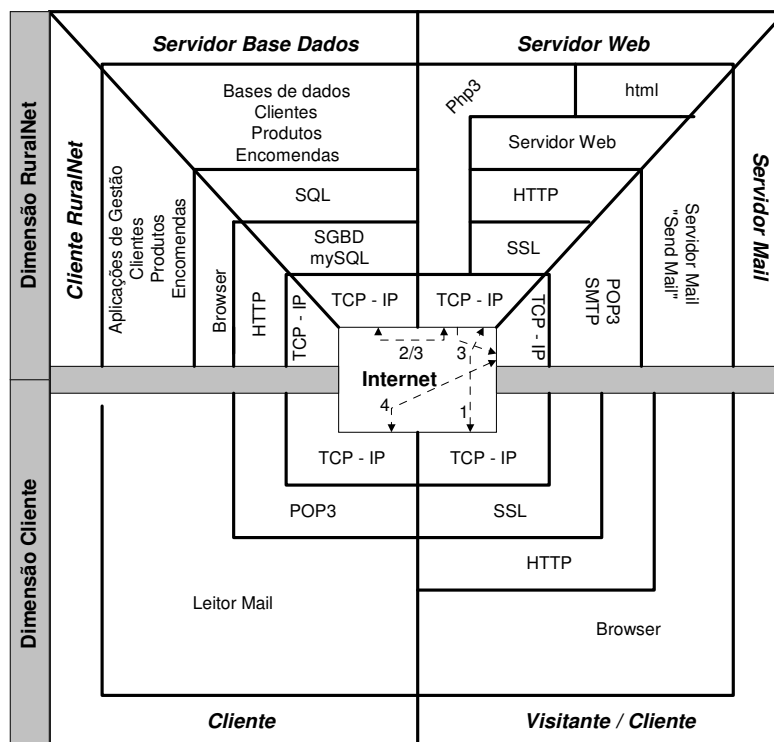 Servidor Base Dados
Servidor Web
Bases de dados
Clientes
Produtos
Encomendas
Php3
html
Servidor Web
SQL
HTTP
SGBD
mySQL
SSL
TCP - IP
TCP - IP
Dimensão RuralNet
Cliente RuralNet
Aplicações de Gestão
Clientes
Produtos
Encomendas
Browser
HTTP
TCP - IP
TCP - IP
POP3
SMTP
Servidor Mail
"Send Mail"
Servidor Mail
2/3
3
Internet
4
1
Dimensão Cliente
TCP - IP
TCP - IP
POP3
SSL
HTTP
Leitor Mail
Browser
Cliente
Visitante / Cliente